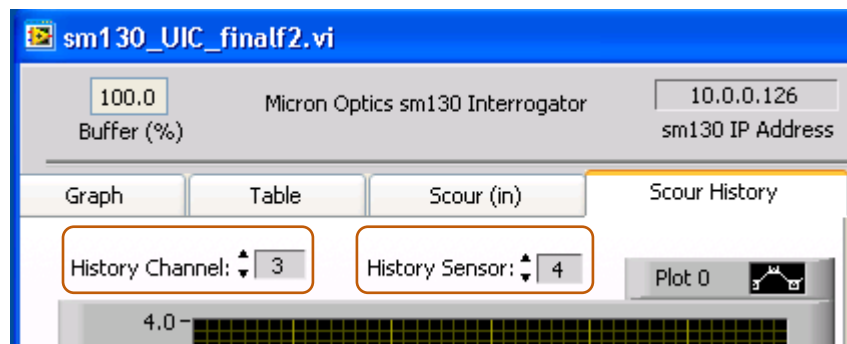 sm130_UIC_finalf2.vi
100.0
Buffer (%)
Micron Optics sm130 Interrogator
10.0.0.126
sm130 IP Address
Graph
Table
Scour (in)
Scour History
History Channel: 3
History Sensor: 4
Plot 0
4.0